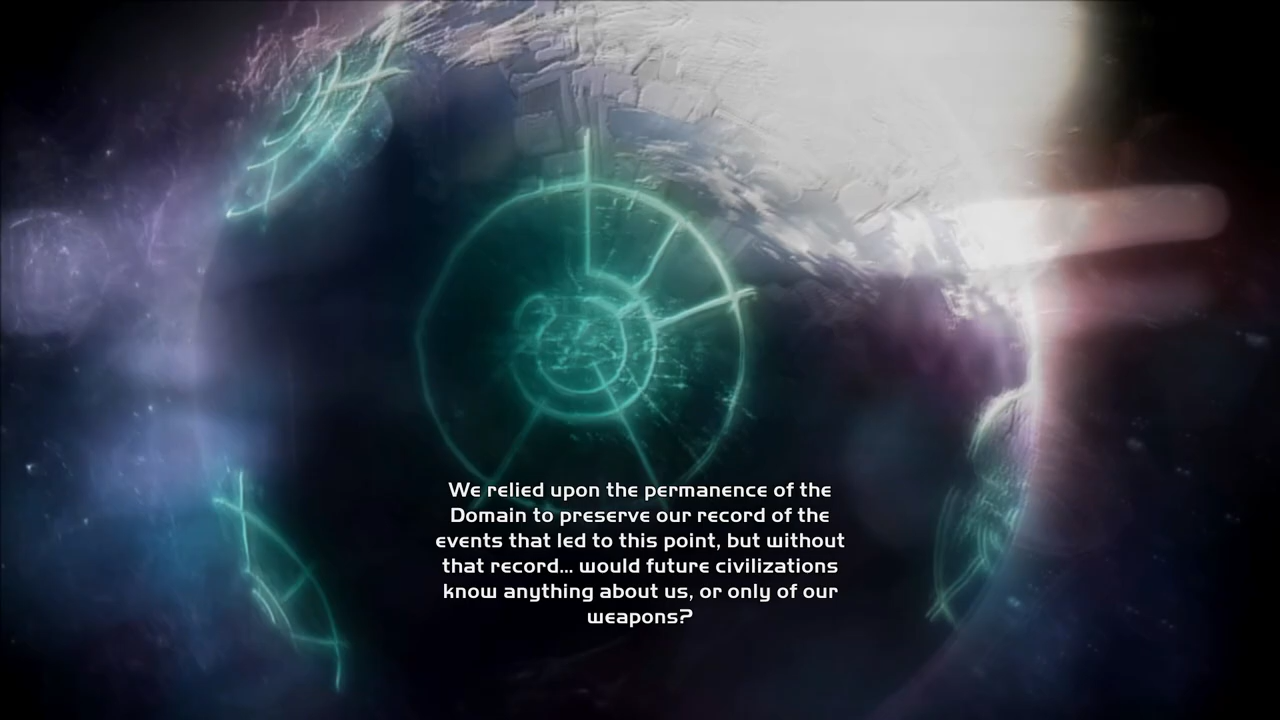 We relied upon the permanence of the
Domain to preserve our record of the
events that led to this point, but without
that record... would future civilizations
know anything about us, or only of our
weapons?